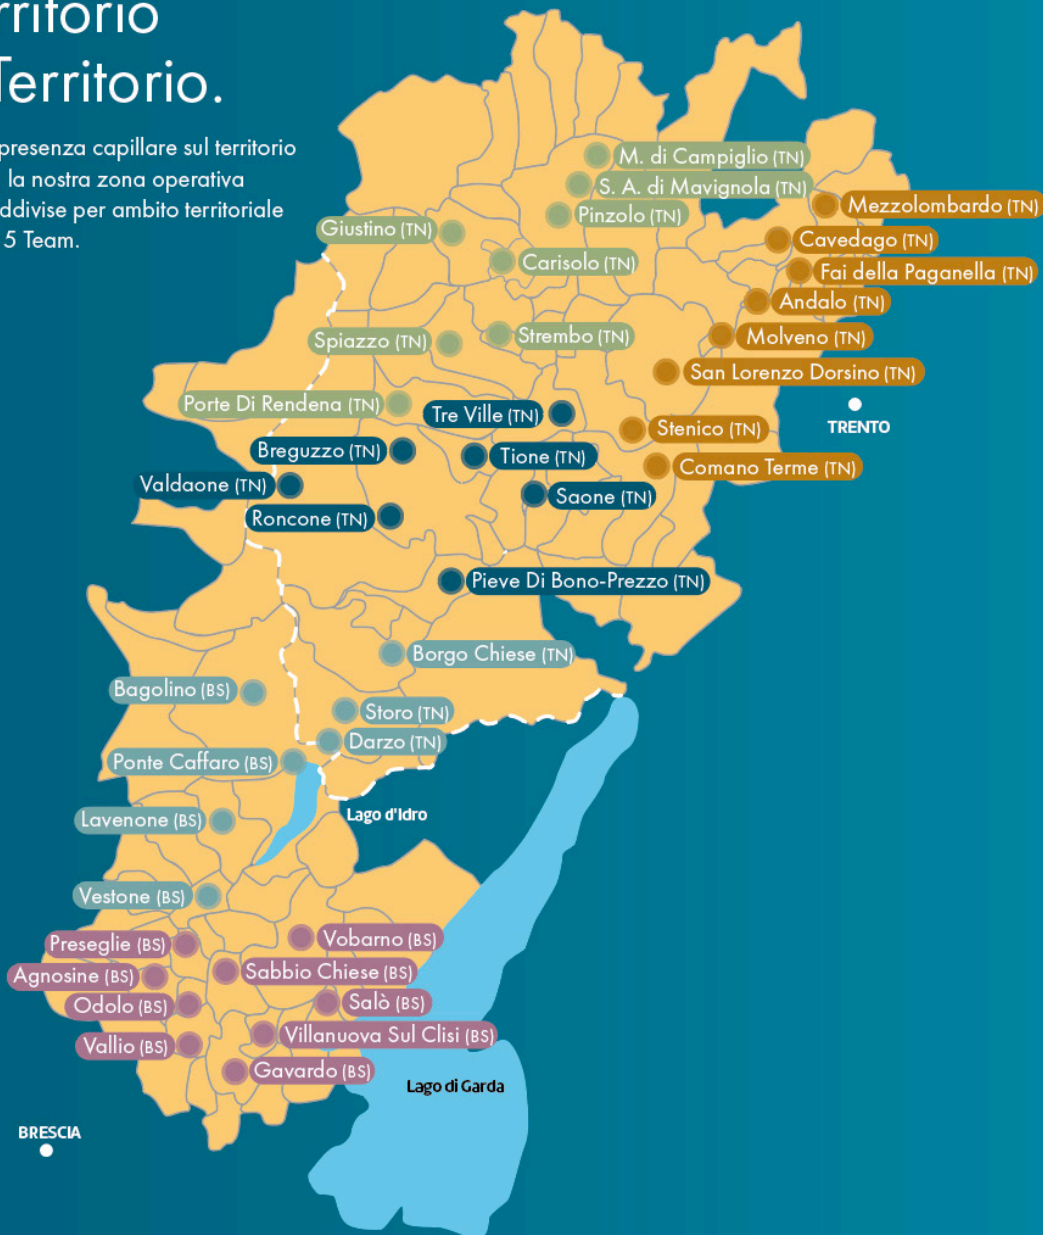 rritorio
Territorio.
presenza capillare sul territorio
la nostra zona operativa
ddivise per ambito territoriale
5 Team.
M. di Campiglio (TN)
S. A. di Mavignola (TN)
Pinzolo (TN)
Giustino (TN)
Carisolo (TN)
Spiazzo (TN)
Strembo (TN)
Porte Di Rendena (TN)
Mezzolombardo (TN)
Cavedago (TN)
Fai della Paganella (TN)
Andalo (TN)
Molveno (TN)
San Lorenzo Dorsino (TN)
TRENTO
Stenico (TN)
Comano Terme (TN)
Tre Ville (TN)
Breguzzo (TN)
Tione (TN)
Valdaone (TN)
Saone (TN)
Roncone (TN)
Pieve Di Bono-Prezzo (TN)
Borgo Chiese (TN)
Bagolino (BS)
Storo (TN)
Darzo (TN)
Ponte Caffaro (BS)
Lago d'Idro
Lavenone (BS)
Vestone (BS)
Preseglie (BS)
Vobarno (BS)
Agnosine (BS)
Sabbio Chiese (BS)
Odolo (BS)
Salò (BS)
Vallio (BS)
Villanuova Sul Clisi (BS)
Gavardo (BS)
Lago di Garda
BRESCIA